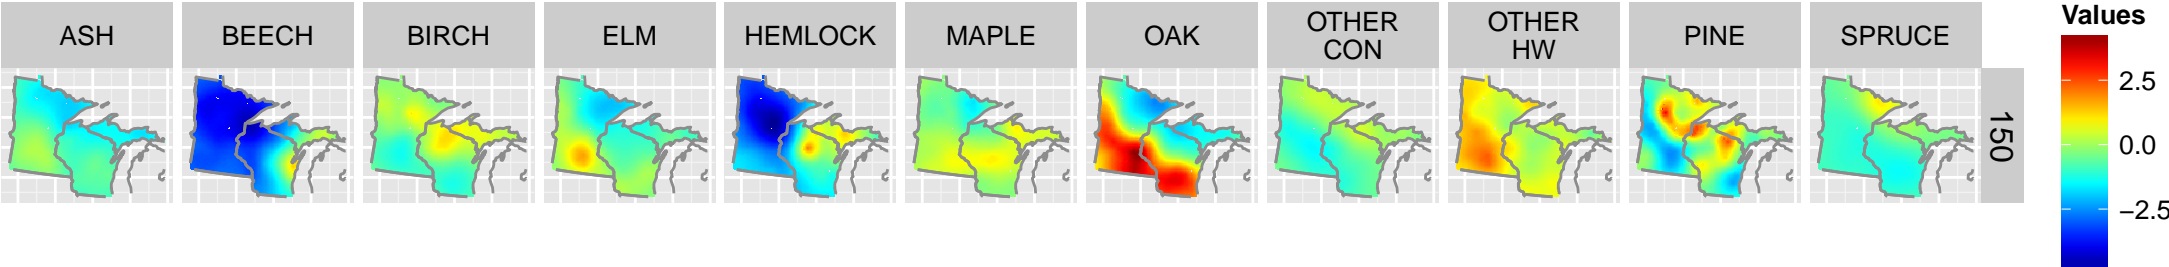 ASH
BEECH
BIRCH
ELM
HEMLOCK
MAPLE
OAK
OTHER
CON
OTHER
HW
PINE
SPRUCE
150
Values
2.5
0.0
−2.5